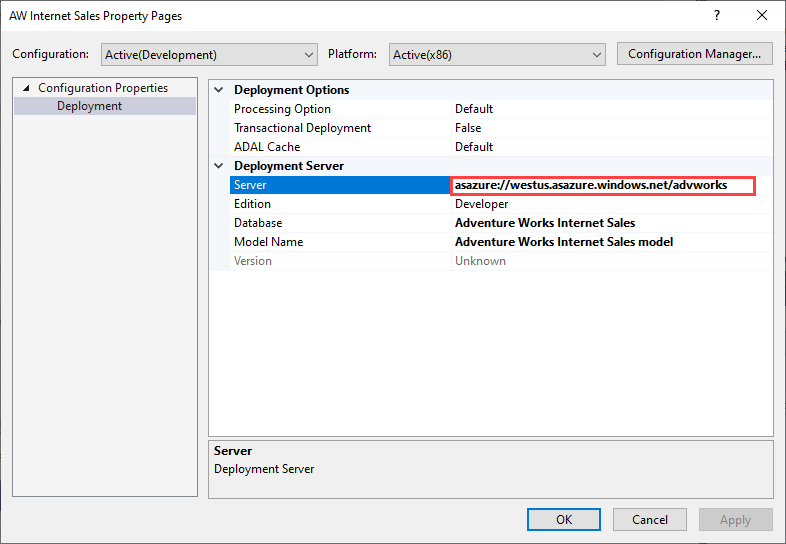 AW Internet Sales Property Pages
?
Configuration: Active(Development) Platform: Active(x86) Configuration Manager...
Configuration Properties
Deployment
Deployment Options
Processing Option Default
Transactional Deployment False
ADAL Cache Default
Deployment Server
Server asazure://westus.asazure.windows.net/advworks
Edition Developer
Database Adventure Works Internet Sales
Model Name Adventure Works Internet Sales model
Version Unknown
Server
Deployment Server
OK Cancel Apply